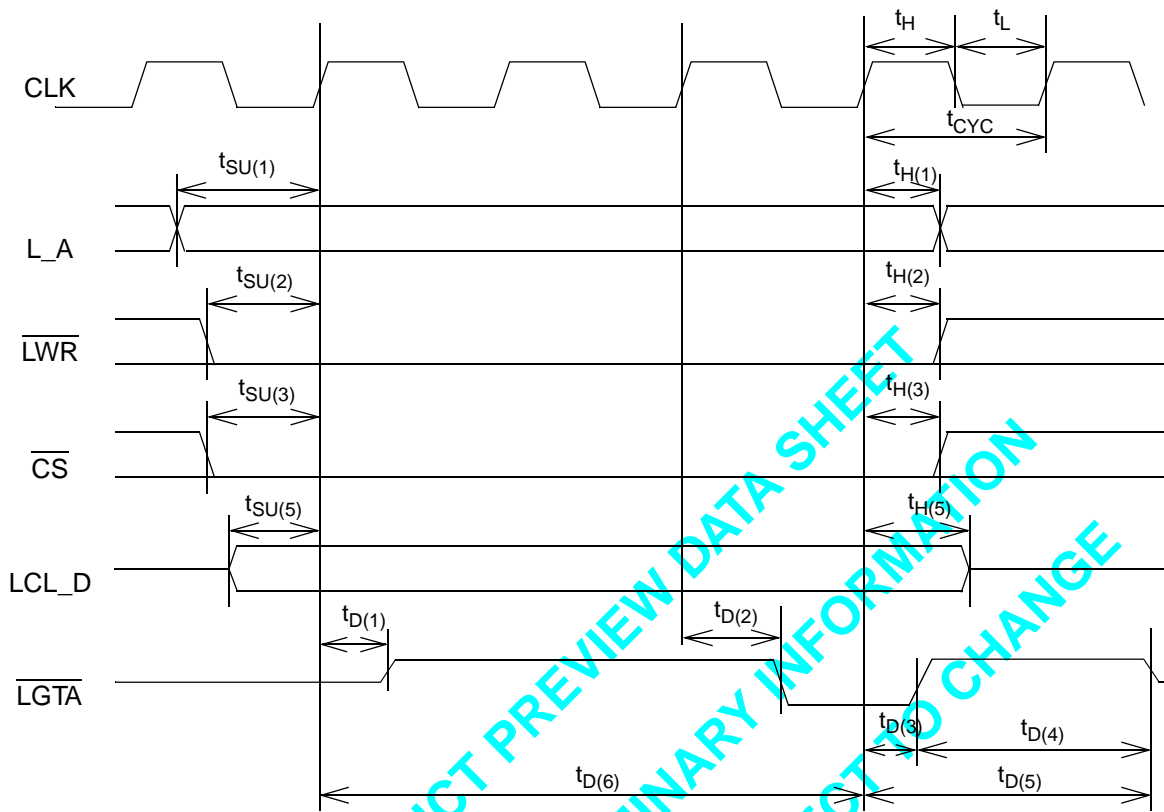 tH
tL
CLK
tCYC
tSU(1)
tH(1)
L_A
tSU(2)
tH(2)
LWR
tSU(3)
tH(3)
CS
tSU(5)
tH(5)
LCL_D
tD(1)
tD(2)
LGTA
tD(3)
tD(4)
tD(6)
tD(5)
PREVIEW DATA SHEET
INFORMATION
TO CHANGE